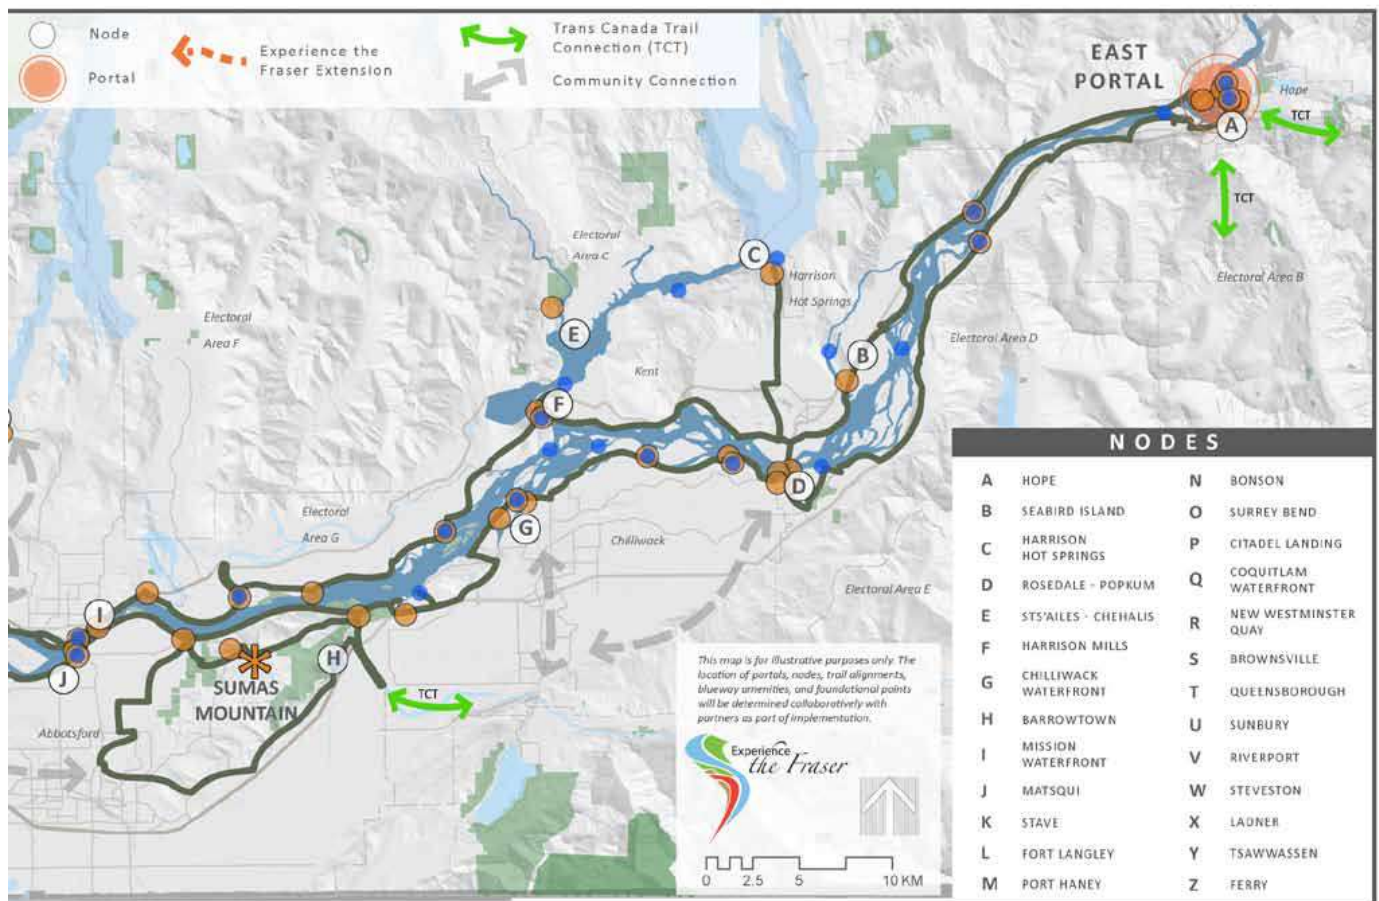 Node
Portal
Experience the
Fraser Extension
Trans Canada Trail
Connection (TCT)
Community Connection
EAST
PORTAL
Hope
A
TCT
TCT
Electoral
Area C
C
Harrison
Hot Springs
Electoral Area B
Electoral
Area F
E
Kent
B
Electoral Area D
F
D
Electoral
Area G
G
Chilliwack
Electoral Area E
I
H
J
SUMAS
MOUNTAIN
TCT
Abbotsford
This map is for illustrative purposes only. The
location of portals, nodes, trail alignments,
blueway amenities, and foundational points
will be determined collaboratively with
partners as part of implementation.
Experience
the Fraser
0 2.5 5 10 KM
NODES
A HOPE
B SEABIRD ISLAND
C HARRISON
HOT SPRINGS
D ROSEDALE - POPKUM
E STS'AILES - CHEHALIS
F HARRISON MILLS
G CHILLIWACK
WATERFRONT
H BARROWTOWN
I MISSION
WATERFRONT
J MATSQUI
K STAVE
L FORT LANGLEY
M PORT HANEY
N BONSON
O SURREY BEND
P CITADEL LANDING
Q COQUITLAM
WATERFRONT
R NEW WESTMINSTER
QUAY
S BROWNSVILLE
T QUEENSBOROUGH
U SUNBURY
V RIVERPORT
W STEVESTON
X LADNER
Y TSAWWASSEN
Z FERRY